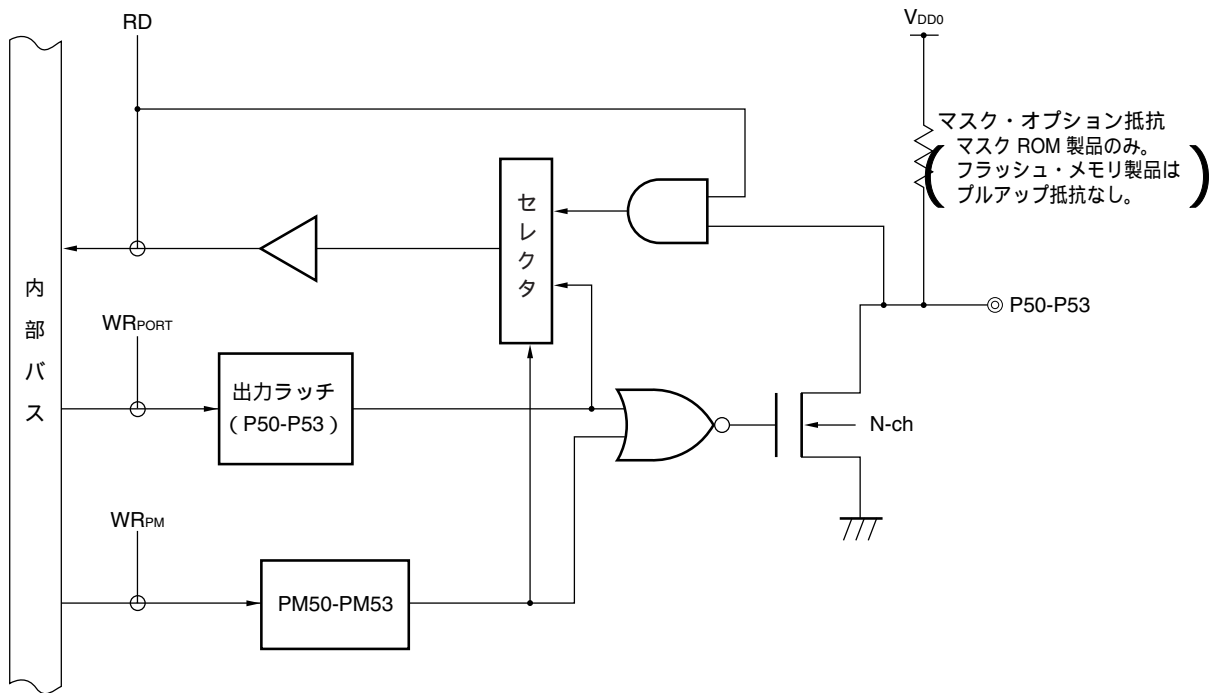 RD
VDD0
マスク・オプション抵抗
( マスク ROM 製品のみ。
フラッシュ・メモリ製品は
プルアップ抵抗なし。 )
セレクタ
内部バス
P50-P53
WRPORT
出力ラッチ
( P50-P53 )
N-ch
WRPM
PM50-PM53